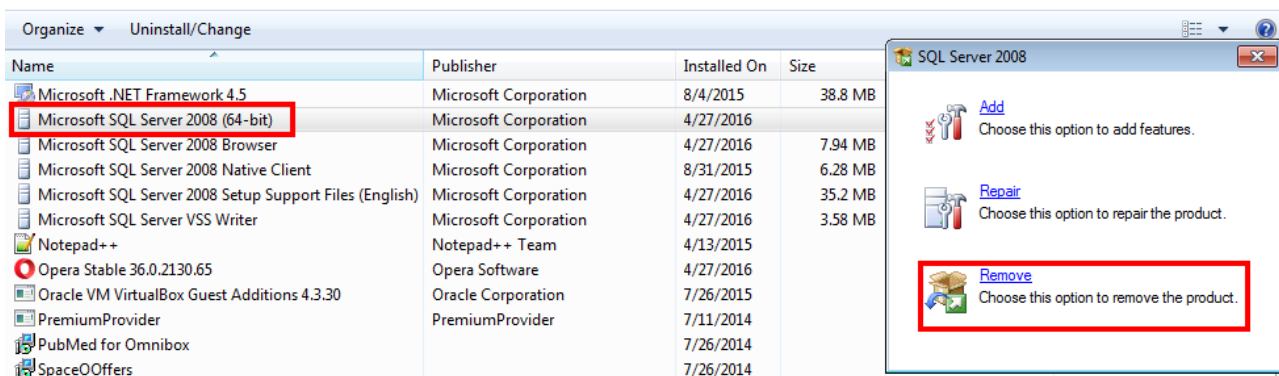 Organize Uninstall/Change
Name Publisher Installed On Size
Microsoft .NET Framework 4.5 Microsoft Corporation 8/4/2015 38.8 MB
Microsoft SQL Server 2008 (64-bit) Microsoft Corporation 4/27/2016
Microsoft SQL Server 2008 Browser Microsoft Corporation 4/27/2016 7.94 MB
Microsoft SQL Server 2008 Native Client Microsoft Corporation 8/31/2015 6.28 MB
Microsoft SQL Server 2008 Setup Support Files (English) Microsoft Corporation 4/27/2016 35.2 MB
Microsoft SQL Server VSS Writer Microsoft Corporation 4/27/2016 3.58 MB
Notepad++ Notepad++ Team 4/13/2015
Opera Stable 36.0.2130.65 Opera Software 4/27/2016
Oracle VM VirtualBox Guest Additions 4.3.30 Oracle Corporation 7/26/2015
PremiumProvider PremiumProvider 7/11/2014
PubMed for Omnibox 7/26/2014
SpaceOOffers 7/26/2014
SQL Server 2008
Add
Choose this option to add features.
Repair
Choose this option to repair the product.
Remove
Choose this option to remove the product.